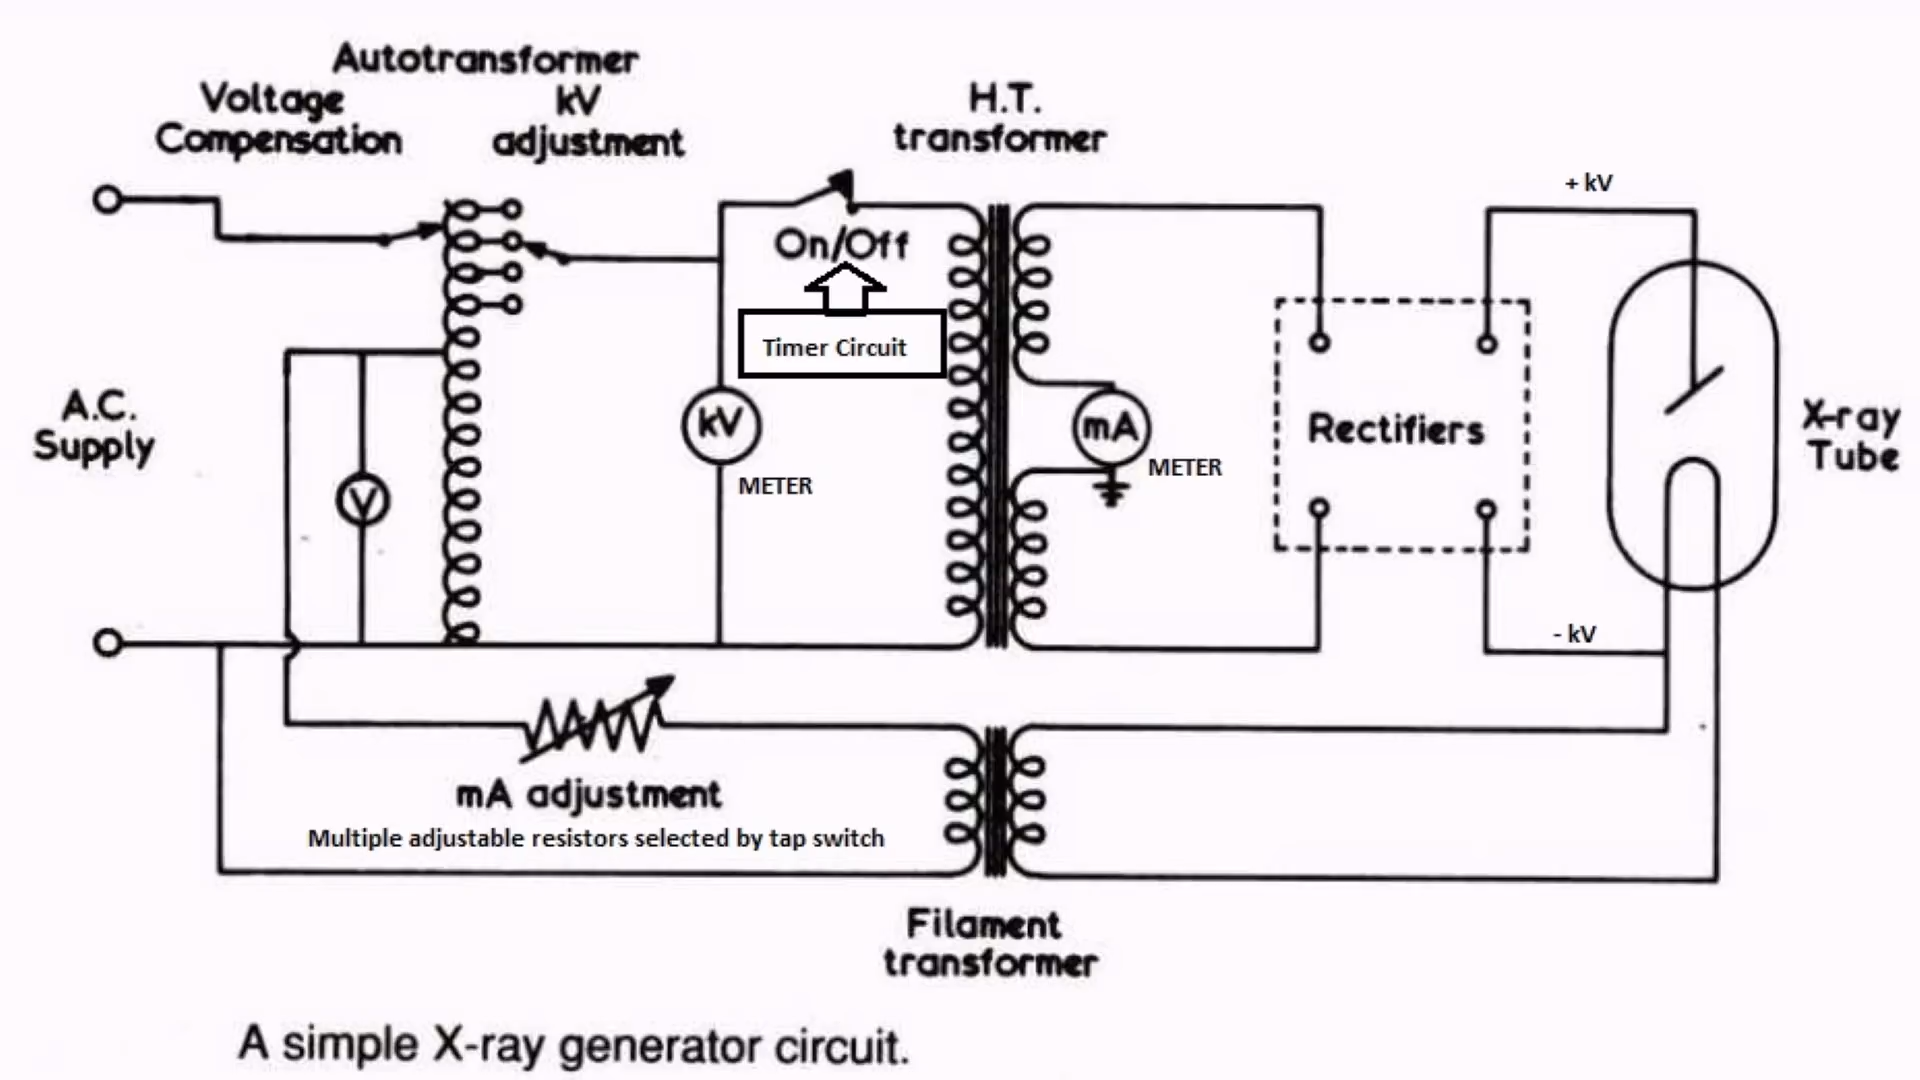 Autotransformer
Voltage
Compensation
kV
adjustment
H.T.
transformer
+ kV
On/Off
Timer Circuit
A.C.
Supply
V
kV
METER
mA
METER
Rectifiers
X-ray
Tube
- kV
mA adjustment
Multiple adjustable resistors selected by tap switch
Filament
transformer
A simple X-ray generator circuit.